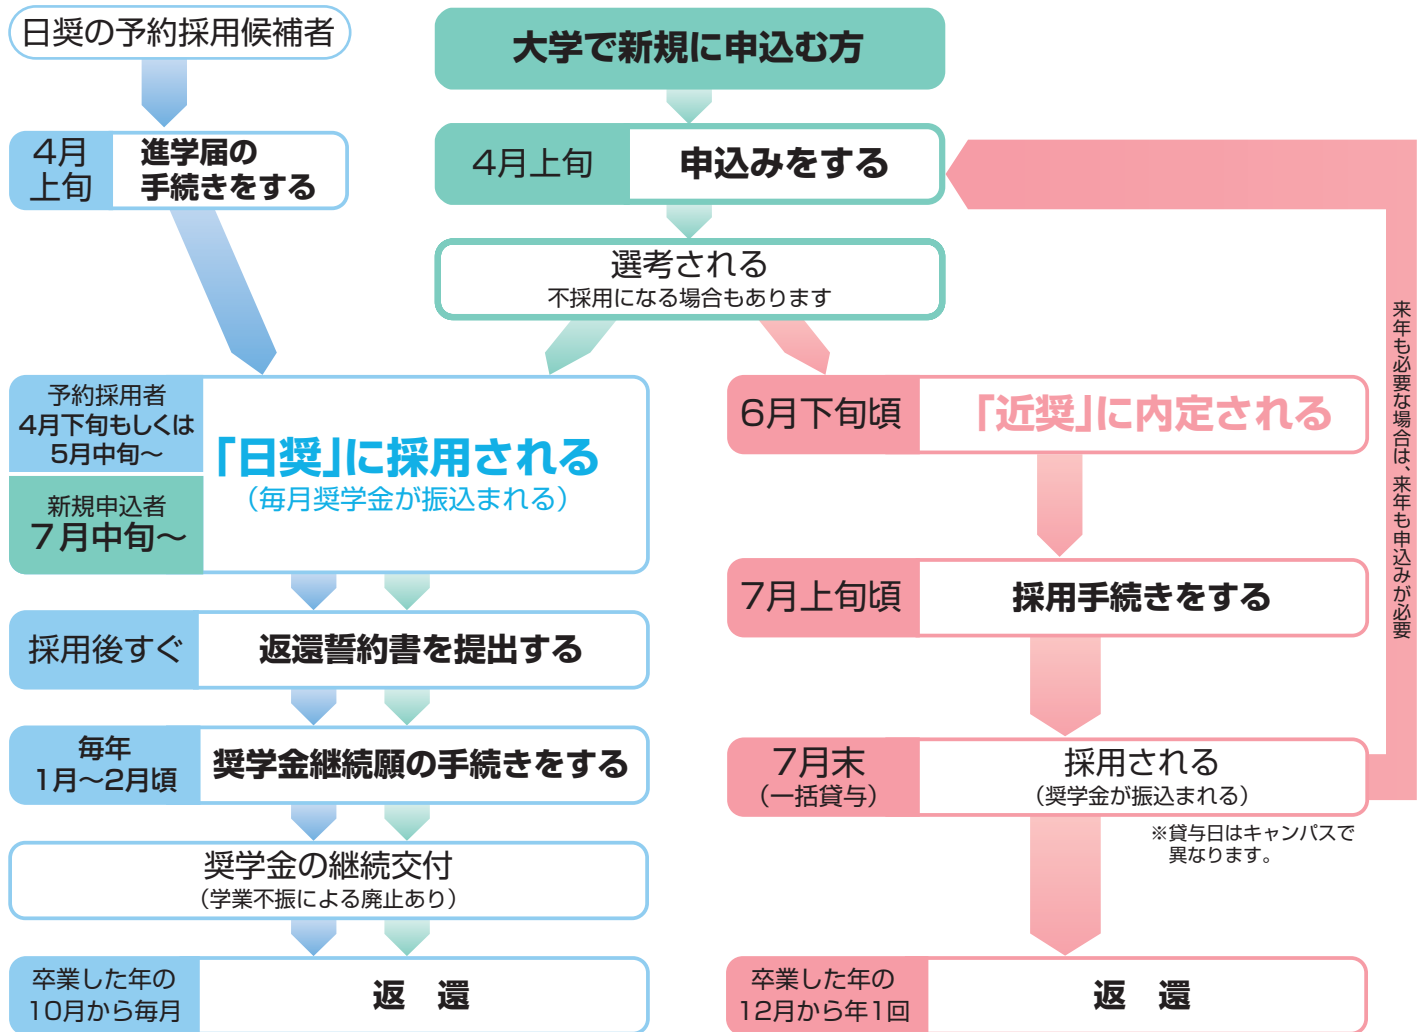 日奨の予約採用候補者
4月
上旬
進学届の
手続きをする
大学で新規に申込む方
4月上旬
申込みをする
選考される
不採用になる場合もあります
予約採用者
4月下旬もしくは
5月中旬〜
新規申込者
7月中旬〜
「日奨」に採用される
（毎月奨学金が振込まれる）
採用後すぐ
返還誓約書を提出する
毎年
1月〜2月頃
奨学金継続願の手続きをする
奨学金の継続交付
（学業不振による廃止あり）
卒業した年の
10月から毎月
返　還
6月下旬頃
「近奨」に内定される
7月上旬頃
採用手続きをする
7月末
（一括貸与）
採用される
（奨学金が振込まれる）
※貸与日はキャンパスで
異なります。
卒業した年の
12月から年1回
返　還
来年も必要な場合は、来年も申込みが必要